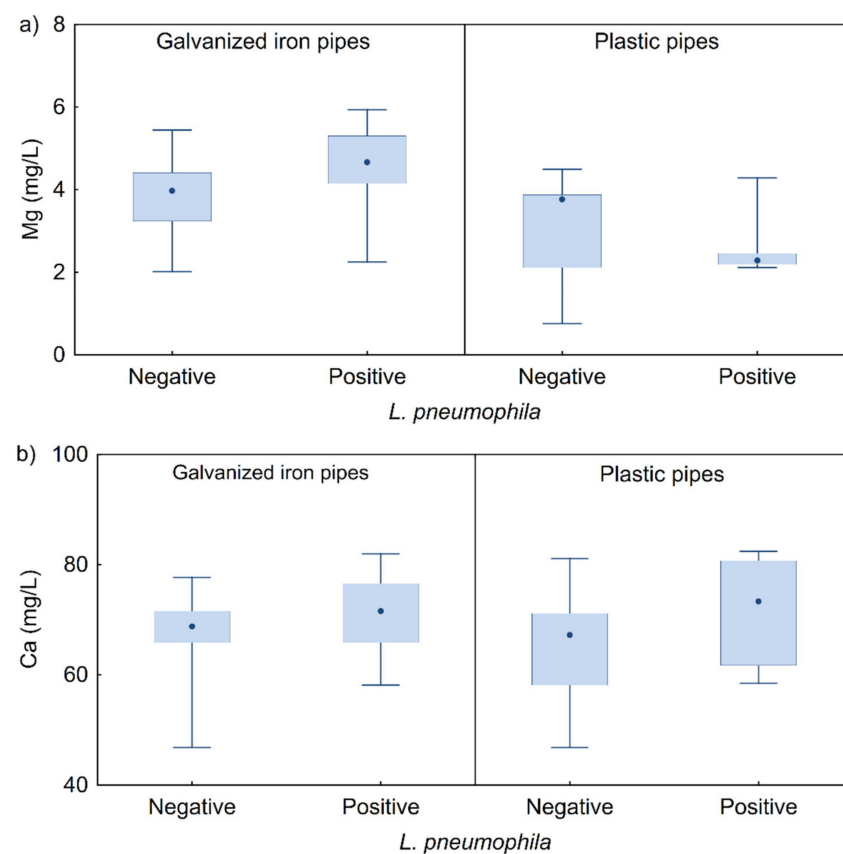 a)
8
Galvanized iron pipes
Plastic pipes
6
Mg (mg/L)
4
2
0
Negative
Positive
Negative
Positive
L. pneumophila
b)
100
Galvanized iron pipes
Plastic pipes
80
Ca (mg/L)
60
40
Negative
Positive
Negative
Positive
L. pneumophila